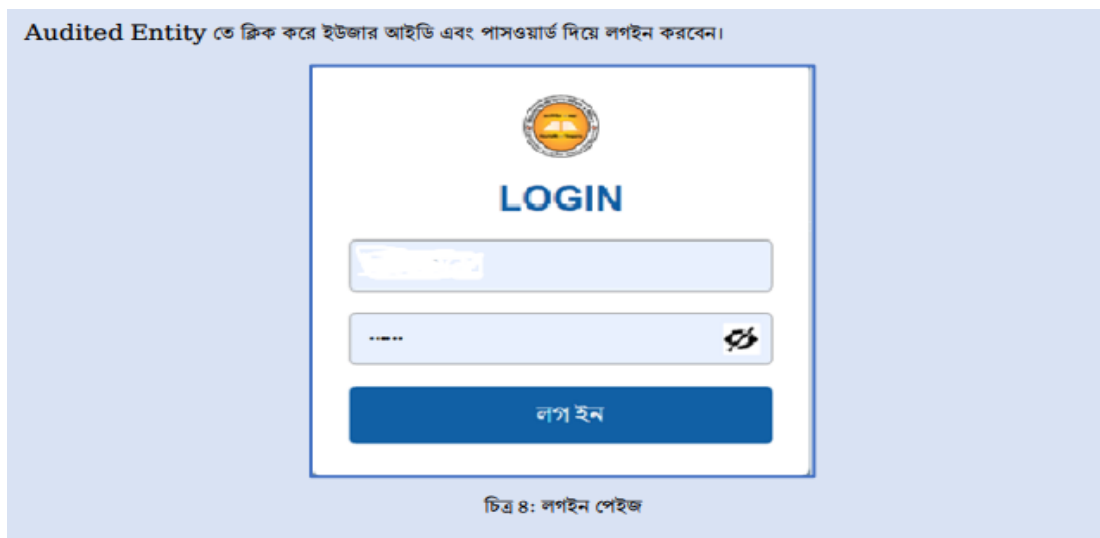 Audited Entity তে ক্লিক করে ইউজার আইডি এবং পাসওয়ার্ড দিয়ে লগইন করবেন।
LOGIN
লগ ইন
চিত্র ৪: লগইন পেইজ